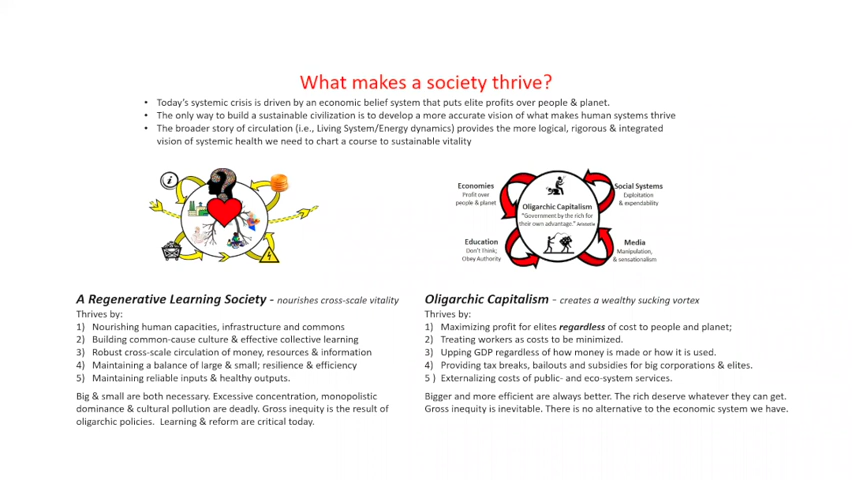 What makes a society thrive?
• Today's systemic crisis is driven by an economic belief system that puts elite profits over people & planet.
• The only way to build a sustainable civilization is to develop a more accurate vision of what makes human systems thrive
• The broader story of circulation (i.e., Living System/Energy dynamics) provides the more logical, rigorous & integrated
vision of systemic health we need to chart a course to sustainable vitality
i
Economies
Profit over
people & planet
Social Systems
Exploitation
& expendability
Oligarchic Capitalism
"Government by the rich for
their own advantage." Aristotle
Education
Don't Think;
Obey Authority
Media
Manipulation,
& sensationalism
A Regenerative Learning Society - nourishes cross-scale vitality
Thrives by:
1) Nourishing human capacities, infrastructure and commons
2) Building common-cause culture & effective collective learning
3) Robust cross-scale circulation of money, resources & information
4) Maintaining a balance of large & small; resilience & efficiency
5) Maintaining reliable inputs & healthy outputs.
Big & small are both necessary. Excessive concentration, monopolistic
dominance & cultural pollution are deadly. Gross inequity is the result of
oligarchic policies. Learning & reform are critical today.
Oligarchic Capitalism - creates a wealthy sucking vortex
Thrives by:
1) Maximizing profit for elites regardless of cost to people and planet;
2) Treating workers as costs to be minimized.
3) Upping GDP regardless of how money is made or how it is used.
4) Providing tax breaks, bailouts and subsidies for big corporations & elites.
5 ) Externalizing costs of public- and eco-system services.
Bigger and more efficient are always better. The rich deserve whatever they can get.
Gross inequity is inevitable. There is no alternative to the economic system we have.